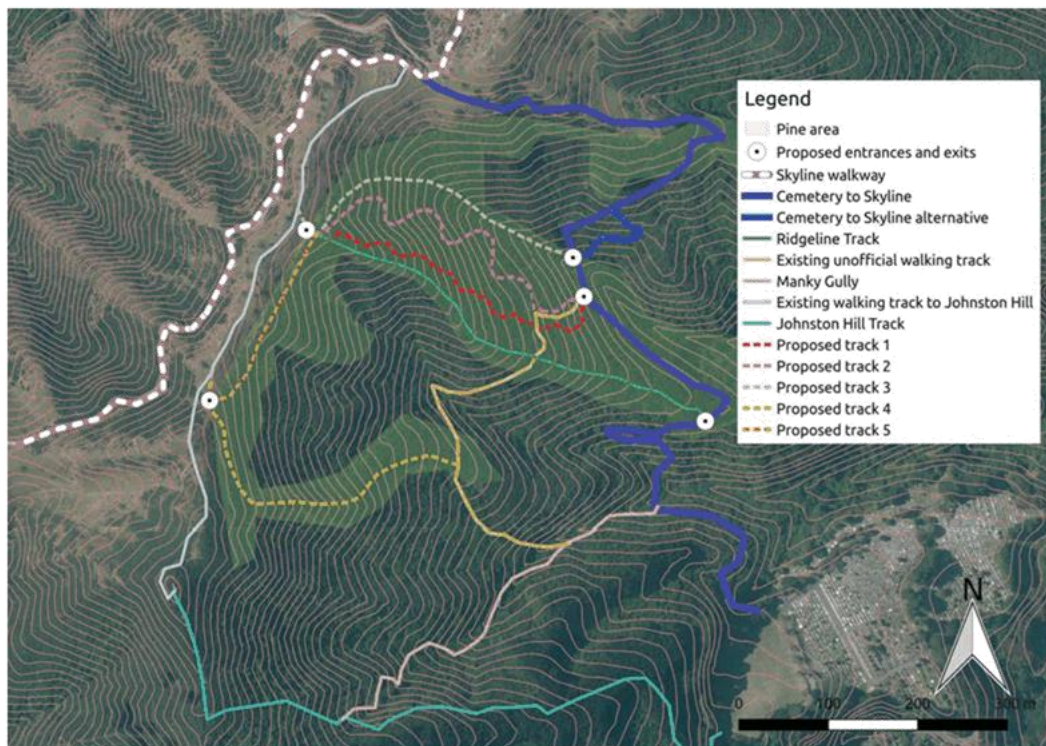 Legend
Pine area
Proposed entrances and exits
Skyline walkway
Cemetery to Skyline
Cemetery to Skyline alternative
Ridgeline Track
Existing unofficial walking track
Manky Gully
Existing walking track to Johnston Hill
Johnston Hill Track
Proposed track 1
Proposed track 2
Proposed track 3
Proposed track 4
Proposed track 5
N
0 100 200 300 m